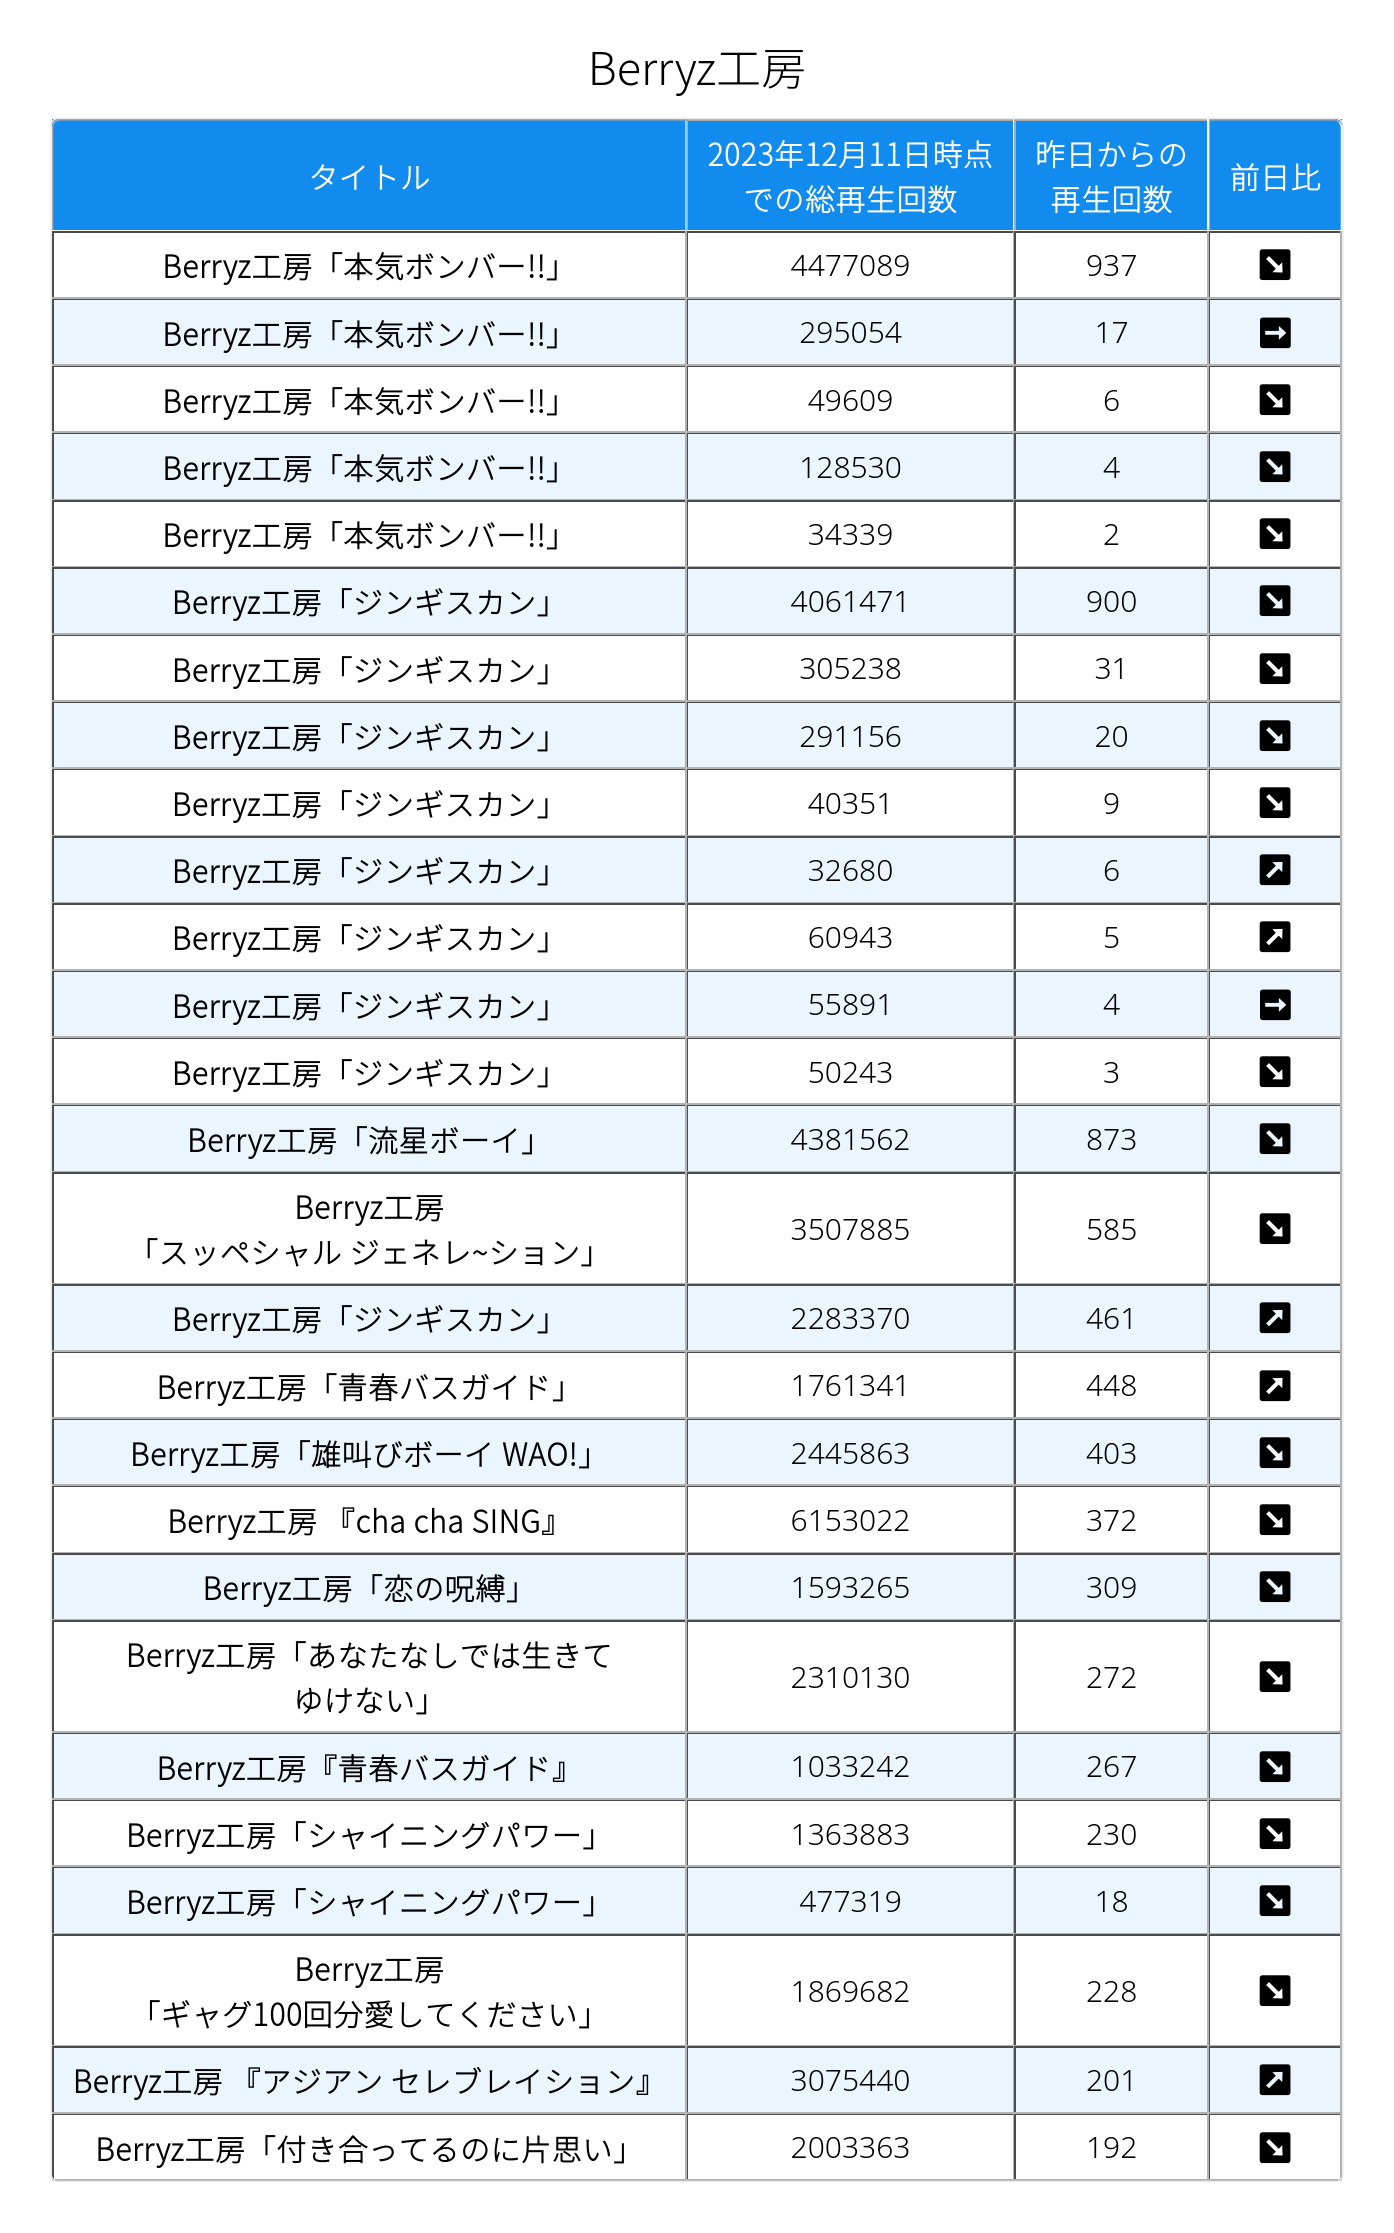 Berryz工房
タイトル 2023年12月11日時点 昨日からの 前日比
での総再生回数 再生回数
Berryz工房「本気ボンバー!!」 4477089 937 ↘
Berryz工房「本気ボンバー!!」 295054 17 ➡
Berryz工房「本気ボンバー!!」 49609 6 ↘
Berryz工房「本気ボンバー!!」 128530 4 ↘
Berryz工房「本気ボンバー!!」 34339 2 ↘
Berryz工房「ジンギスカン」 4061471 900 ↘
Berryz工房「ジンギスカン」 305238 31 ↘
Berryz工房「ジンギスカン」 291156 20 ↘
Berryz工房「ジンギスカン」 40351 9 ↘
Berryz工房「ジンギスカン」 32680 6 ↗
Berryz工房「ジンギスカン」 60943 5 ↗
Berryz工房「ジンギスカン」 55891 4 ➡
Berryz工房「ジンギスカン」 50243 3 ↘
Berryz工房「流星ボーイ」 4381562 873 ↘
Berryz工房
「スッペシャル ジェネレ~ション」 3507885 585 ↘
Berryz工房「ジンギスカン」 2283370 461 ↗
Berryz工房「青春バスガイド」 1761341 448 ↗
Berryz工房「雄叫びボーイ WAO!」 2445863 403 ↘
Berryz工房 『cha cha SING』 6153022 372 ↘
Berryz工房「恋の呪縛」 1593265 309 ↘
Berryz工房「あなたなしでは生きて
ゆけない」 2310130 272 ↘
Berryz工房『青春バスガイド』 1033242 267 ↘
Berryz工房「シャイニングパワー」 1363883 230 ↘
Berryz工房「シャイニングパワー」 477319 18 ↘
Berryz工房
「ギャグ100回分愛してください」 1869682 228 ↘
Berryz工房 『アジアン セレブレイション』 3075440 201 ↗
Berryz工房「付き合ってるのに片思い」 2003363 192 ↘